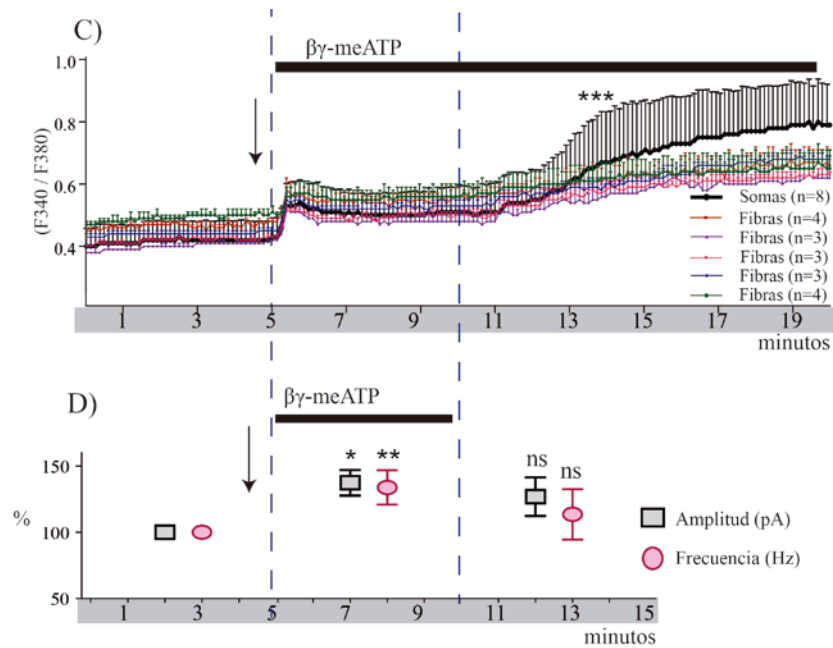 C)
βγ-meATP
1.0
0.8
0.6
0.4
(F340 / F380)
***
Somas (n=8)
Fibras (n=4)
Fibras (n=3)
Fibras (n=3)
Fibras (n=3)
Fibras (n=4)
1 3 5 7 9 11 13 15 17 19
minutos
D)
βγ-meATP
150
100
50
%
* **
ns ns
Amplitud (pA)
Frecuencia (Hz)
1 3 5 7 9 11 13 15
minutos